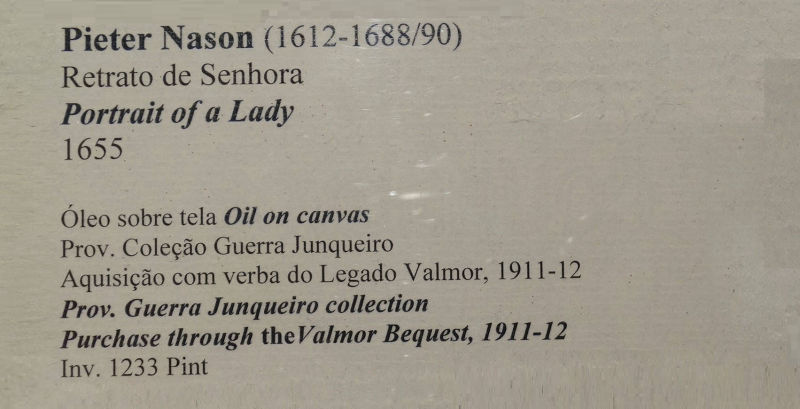 Pieter Nason (1612-1688/90)
Retrato de Senhora
Portrait of a Lady
1655
Óleo sobre tela Oil on canvas
Prov. Coleção Guerra Junqueiro
Aquisição com verba do Legado Valmor, 1911-12
Prov. Guerra Junqueiro collection
Purchase through theValmor Bequest, 1911-12
Inv. 1233 Pint